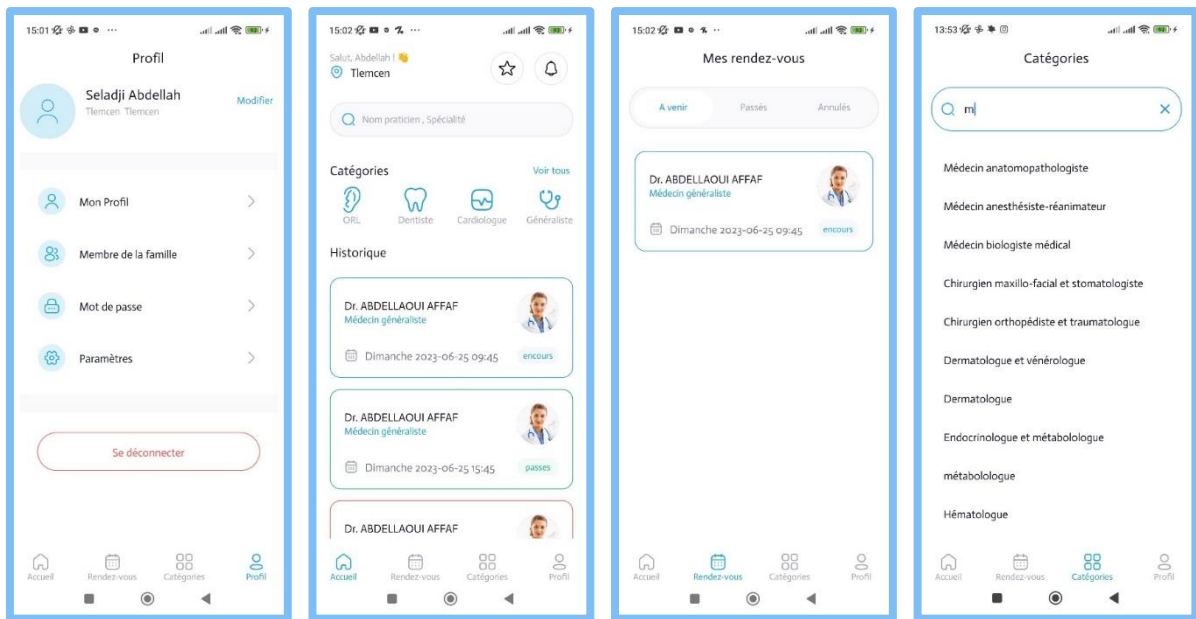 15:01
Profil
Seladji Abdellah
Modifier
Tlemcen Tlemcen
Mon Profil
Membre de la famille
Mot de passe
Paramètres
Se déconnecter
Accueil
Rendez-vous
Catégories
Profil
15:02
Salut, Abdellah ! 👋
Tlemcen
Nom praticien , Spécialité
Catégories
Voir tous
ORL
Dentiste
Cardiologue
Généraliste
Historique
Dr. ABDELLAOUI AFFAF
Médecin généraliste
Dimanche 2023-06-25 09:45
encours
Dr. ABDELLAOUI AFFAF
Médecin généraliste
Dimanche 2023-06-25 15:45
passes
Dr. ABDELLAOUI AFFAF
Accueil
Rendez-vous
Catégories
Profil
15:02
Mes rendez-vous
A venir
Passés
Annulés
Dr. ABDELLAOUI AFFAF
Médecin généraliste
Dimanche 2023-06-25 09:45
encours
Accueil
Rendez-vous
Catégories
Profil
13:53
Catégories
m
Médecin anatomopathologiste
Médecin anesthésiste-réanimateur
Médecin biologiste médical
Chirurgien maxillo-facial et stomatologiste
Chirurgien orthopédiste et traumatologue
Dermatologue et vénérologue
Dermatologue
Endocrinologue et métabololgue
métabololoque
Hématologue
Accueil
Rendez-vous
Catégories
Profil